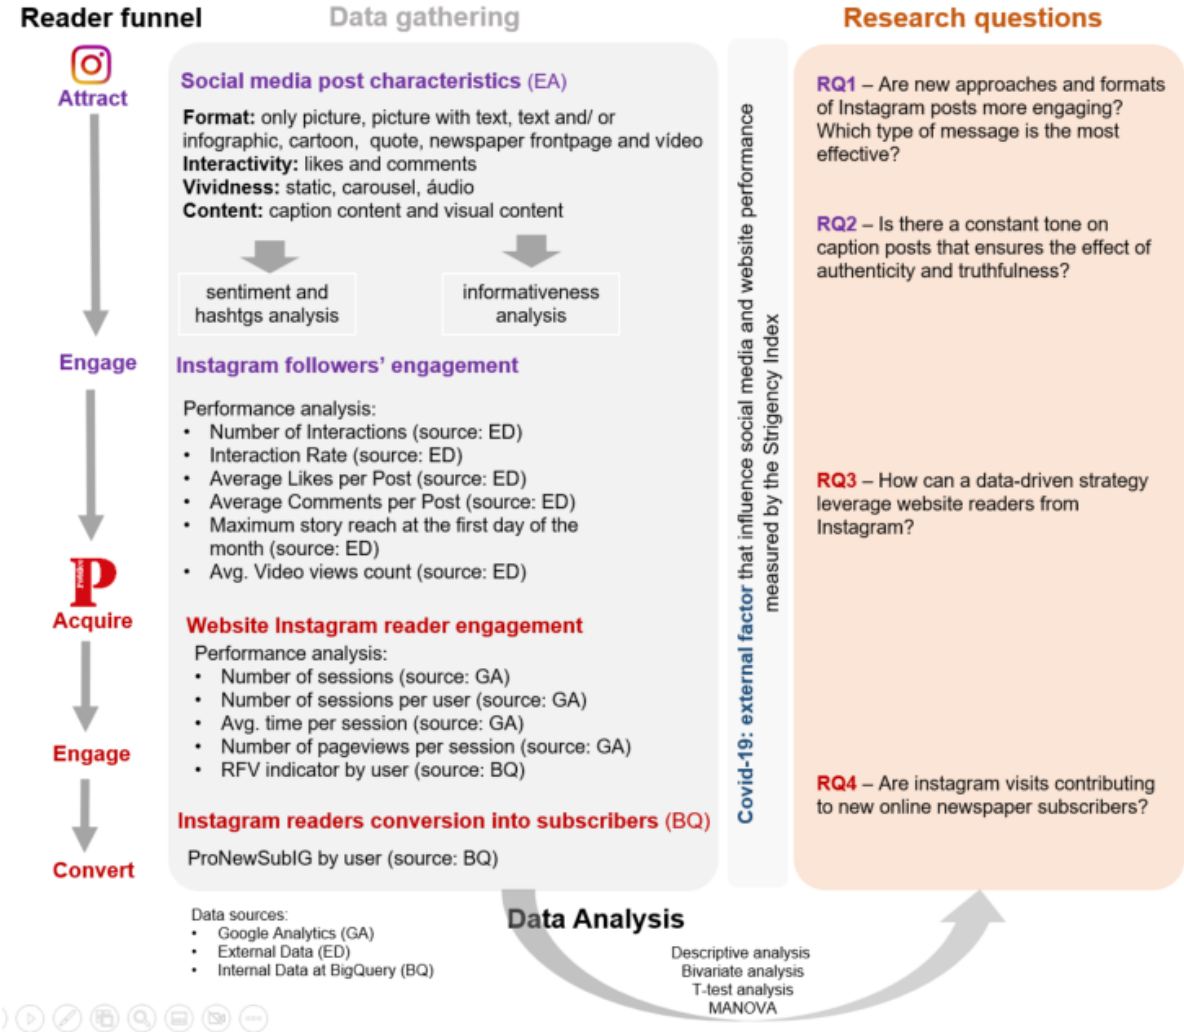 Reader funnel
Data gathering
Research questions
Attract
Social media post characteristics (EA)
Format: only picture, picture with text, text and/ or
infographic, cartoon, quote, newspaper frontpage and vídeo
Interactivity: likes and comments
Vividness: static, carousel, áudio
Content: caption content and visual content
sentiment and
hashtgs analysis
informativeness
analysis
Engage
Instagram followers' engagement
Performance analysis:
• Number of Interactions (source: ED)
• Interaction Rate (source: ED)
• Average Likes per Post (source: ED)
• Average Comments per Post (source: ED)
• Maximum story reach at the first day of the
month (source: ED)
• Avg. Video views count (source: ED)
P
Público
Acquire
Website Instagram reader engagement
Performance analysis:
• Number of sessions (source: GA)
• Number of sessions per user (source: GA)
• Avg. time per session (source: GA)
• Number of pageviews per session (source: GA)
• RFV indicator by user (source: BQ)
Engage
Instagram readers conversion into subscribers (BQ)
ProNewSubIG by user (source: BQ)
Convert
Covid-19: external factor that influence social media and website performance
measured by the Strigency Index
RQ1 – Are new approaches and formats
of Instagram posts more engaging?
Which type of message is the most
effective?
RQ2 – Is there a constant tone on
caption posts that ensures the effect of
authenticity and truthfulness?
RQ3 – How can a data-driven strategy
leverage website readers from
Instagram?
RQ4 – Are instagram visits contributing
to new online newspaper subscribers?
Data sources:
• Google Analytics (GA)
• External Data (ED)
• Internal Data at BigQuery (BQ)
Data Analysis
Descriptive analysis
Bivariate analysis
T-test analysis
MANOVA